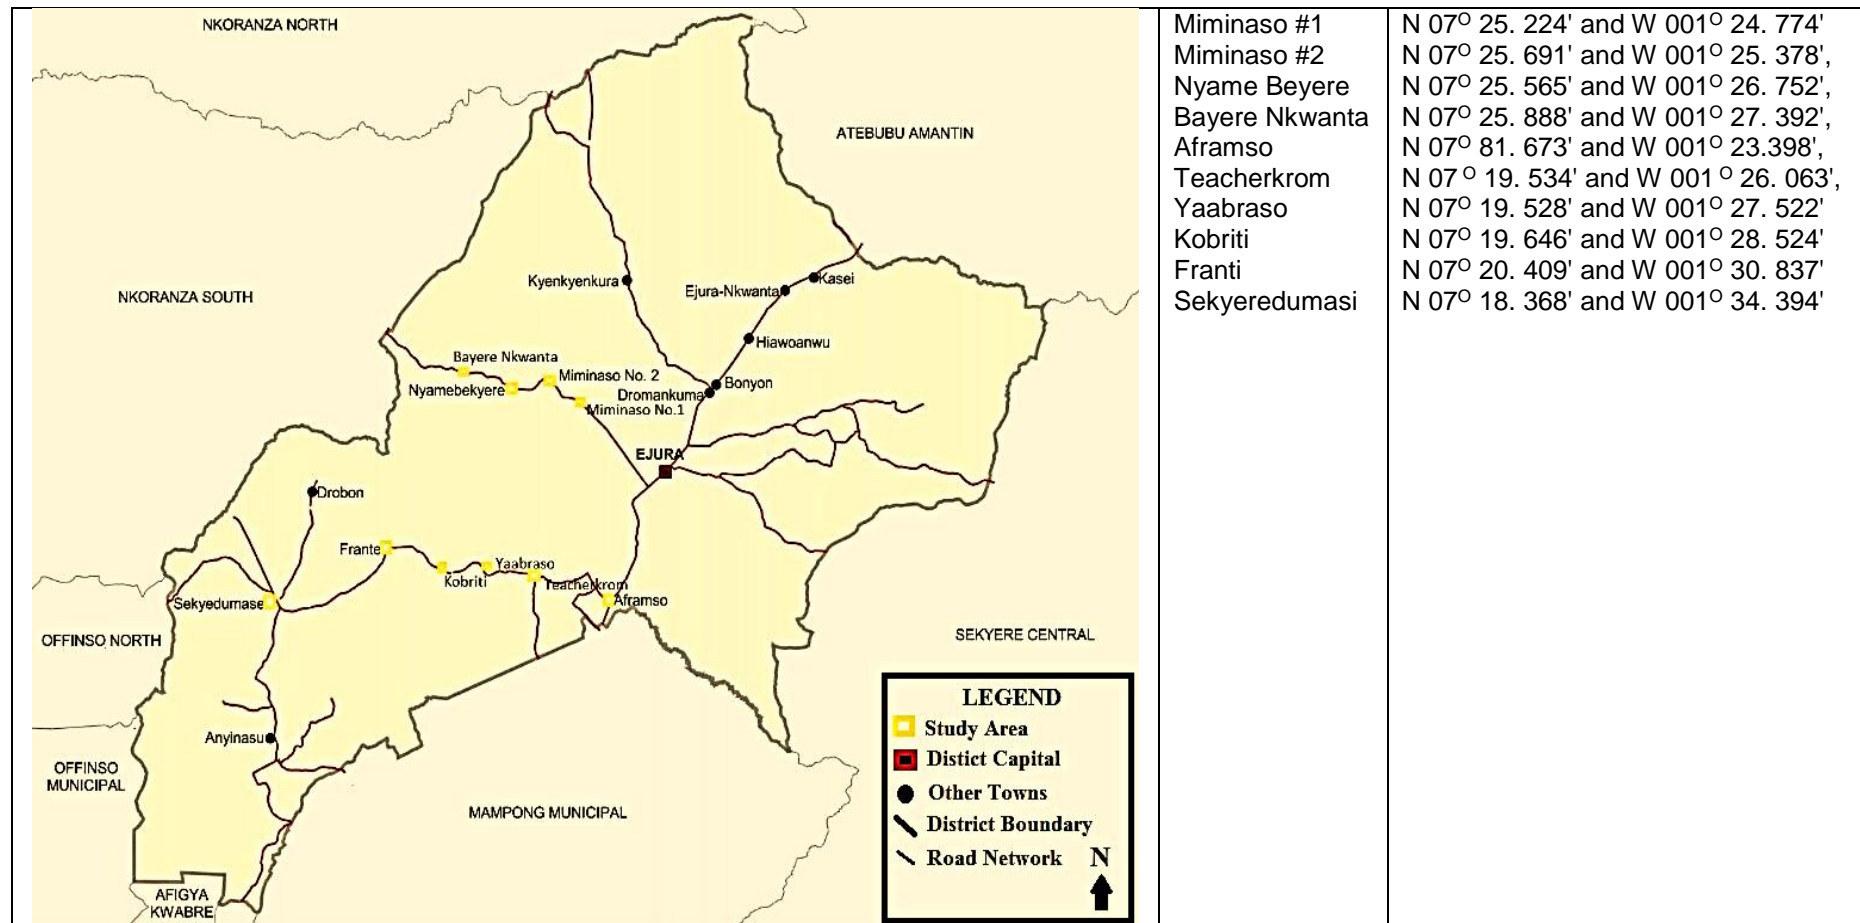 NKORANZA NORTH
ATEBUBU AMANTIN
Kyenkyenkura
Kasei
Ejura-Nkwanta
NKORANZA SOUTH
Hiawoanwu
Bayere Nkwanta
Miminaso No. 2
Nyamebekyere
Bonyon
Dromankuma
Miminaso No.1
EJURA
Drobon
Frante
Yaabraso
Kobriti
Teacherkrom
Sekyedumase
Aframso
OFFINSO NORTH
SEKYERE CENTRAL
Anyinasu
OFFINSO
MUNICIPAL
MAMPONG MUNICIPAL
AFIGYA
KWABRE
LEGEND
Study Area
Distict Capital
Other Towns
District Boundary
Road Network
N
Miminaso #1 N 07O 25. 224' and W 001O 24. 774'
Miminaso #2 N 07O 25. 691' and W 001O 25. 378',
Nyame Beyere N 07O 25. 565' and W 001O 26. 752',
Bayere Nkwanta N 07O 25. 888' and W 001O 27. 392',
Aframso N 07O 81. 673' and W 001O 23.398',
Teacherkrom N 07 O 19. 534' and W 001 O 26. 063',
Yaabraso N 07O 19. 528' and W 001O 27. 522'
Kobriti N 07O 19. 646' and W 001O 28. 524'
Franti N 07O 20. 409' and W 001O 30. 837'
Sekyeredumasi N 07O 18. 368' and W 001O 34. 394'